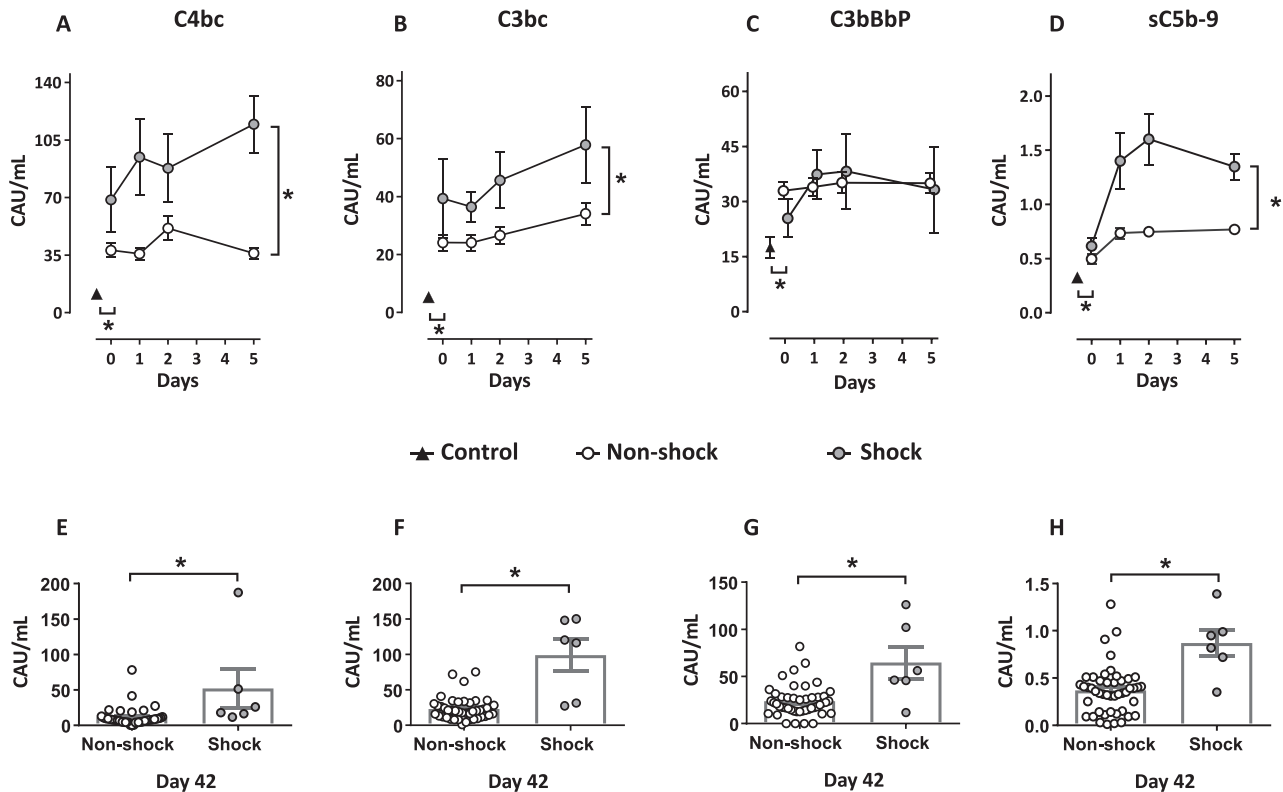 A C4bc
B C3bc
C C3bBbP
D sC5b-9
CAU/mL
140
105
70
35
0
*
*
0 1 2 3 4 5
Days
CAU/mL
80
60
40
20
0
*
*
0 1 2 3 4 5
Days
CAU/mL
60
45
30
15
0
*
0 1 2 3 4 5
Days
CAU/mL
2.0
1.5
1.0
0.5
0.0
*
*
0 1 2 3 4 5
Days
Control Non-shock Shock
E
*
CAU/mL
200
150
100
50
0
Non-shock Shock
Day 42
F
*
CAU/mL
200
150
100
50
0
Non-shock Shock
Day 42
G
*
CAU/mL
150
100
50
0
Non-shock Shock
Day 42
H
*
CAU/mL
1.5
1.0
0.5
0.0
Non-shock Shock
Day 42